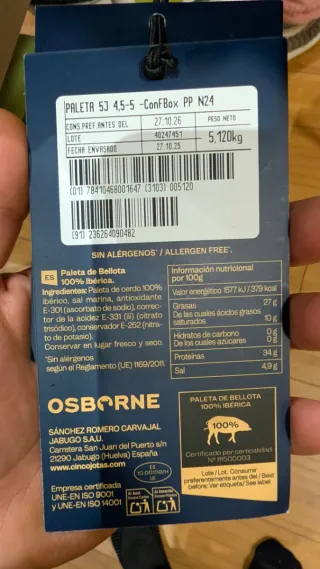 PALETA 5J 4,5-5 -ConFBox PP N24
CONS.PREF.ANTES DEL 27.10.26 PESO NETO
LOTE 40247451 5,120kg
FECHA ENVASADO 27.10.25
(01) 78410468001647 (3103) 005120
(91) 236264090482
SIN ALÉRGENOS* / ALLERGEN FREE*.
ES Paleta de Bellota
100% Ibérica.
Ingredientes: Paleta de cerdo 100%
ibérico, sal marina, antioxidante
E-301 (ascorbato de sodio), correc-
tor de la acidez E-331 (iii) (citrato
trisódico), conservador E-252 (nitra-
to de potasio).
Conservar en lugar fresco y seco.
*Sin alérgenos
según el Reglamento (UE) 1169/2011.
Información nutricional por
100g
Valor energético 1577 kJ / 379 kcal
Grasas 27 g
De las cuales ácidos grasos
saturados 10 g
Hidratos de carbono 0 g
De los cuales azúcares 0 g
Proteínas 34 g
Sal 4,9 g
OSBORNE
SÁNCHEZ ROMERO CARVAJAL
JABUGO S.A.U.
Carretera San Juan del Puerto s/n
21290 Jabugo (Huelva) España
www.cincojotas.com
Empresa certificada
UNE-EN ISO 9001
y UNE-EN ISO 14001
ES
UE
PALETA DE BELLOTA
100% IBÉRICA
100%
Certificado por certicalidad
Lote / Lot. Consumir
preferentemente antes del / Best
before: Ver etiqueta / See label